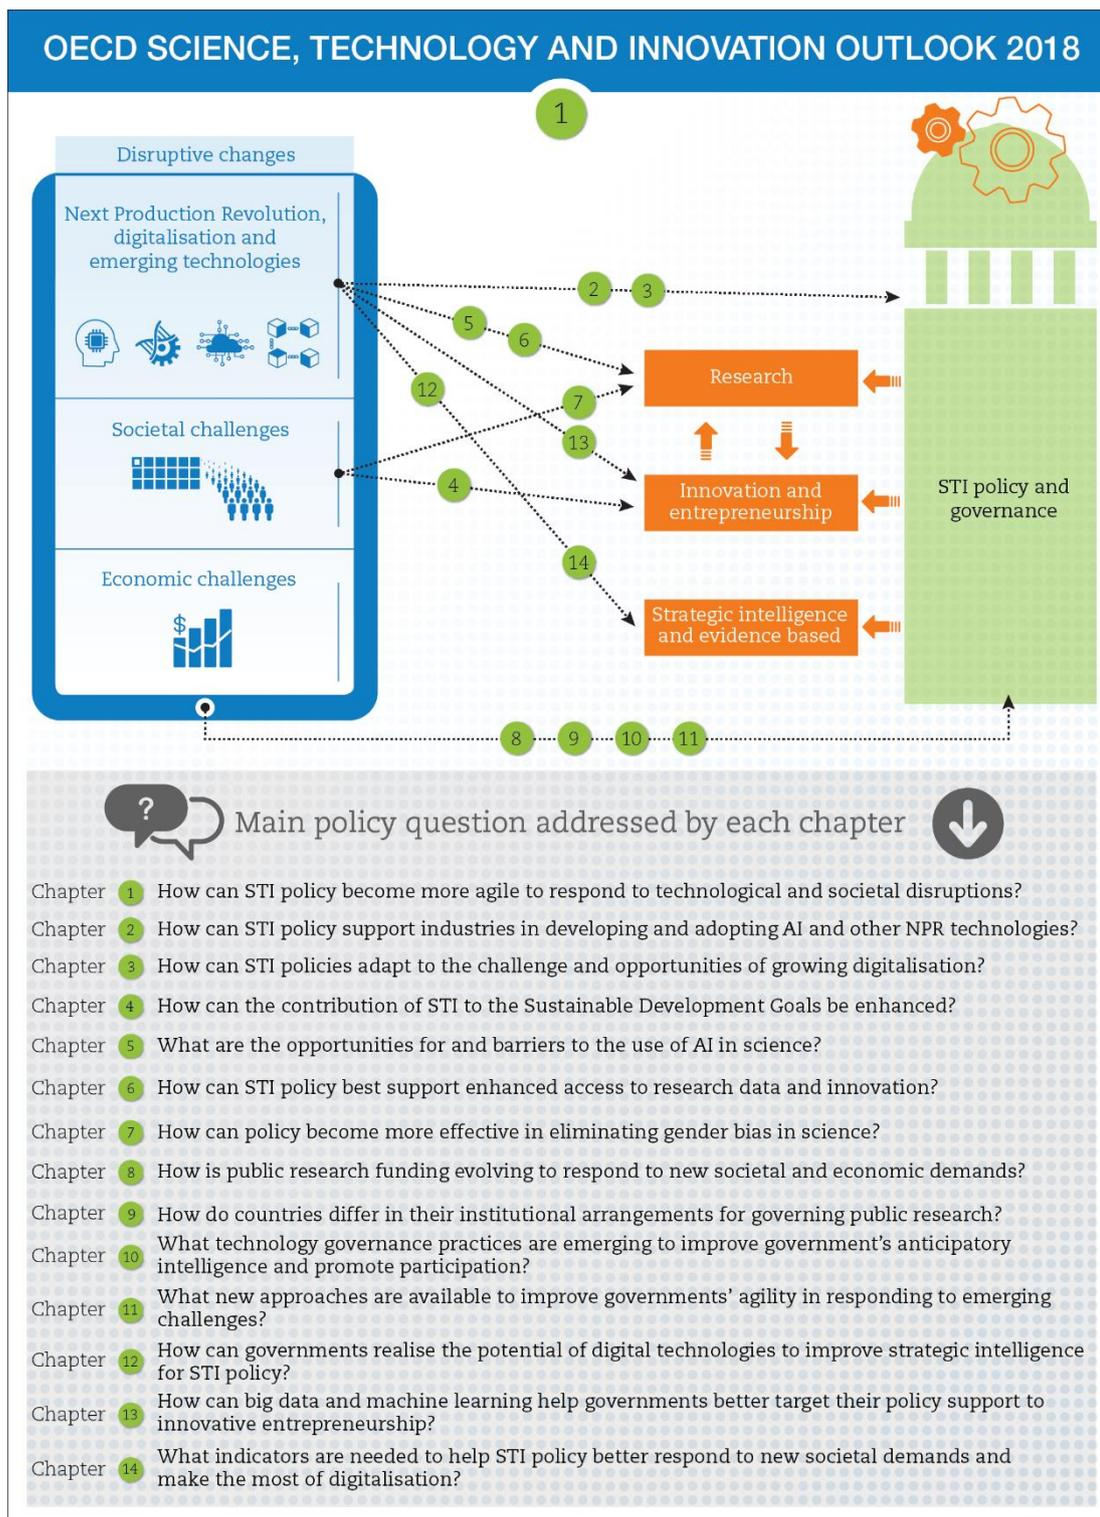 OECD SCIENCE, TECHNOLOGY AND INNOVATION OUTLOOK 2018
1
Disruptive changes
Next Production Revolution,
digitalisation and
emerging technologies
Societal challenges
Economic challenges
$
2
3
5
6
12
7
13
4
14
Research
Innovation and
entrepreneurship
Strategic intelligence
and evidence based
STI policy and
governance
8
9
10
11
?
Main policy question addressed by each chapter
Chapter 1 How can STI policy become more agile to respond to technological and societal disruptions?
Chapter 2 How can STI policy support industries in developing and adopting AI and other NPR technologies?
Chapter 3 How can STI policies adapt to the challenge and opportunities of growing digitalisation?
Chapter 4 How can the contribution of STI to the Sustainable Development Goals be enhanced?
Chapter 5 What are the opportunities for and barriers to the use of AI in science?
Chapter 6 How can STI policy best support enhanced access to research data and innovation?
Chapter 7 How can policy become more effective in eliminating gender bias in science?
Chapter 8 How is public research funding evolving to respond to new societal and economic demands?
Chapter 9 How do countries differ in their institutional arrangements for governing public research?
Chapter 10 What technology governance practices are emerging to improve government's anticipatory
intelligence and promote participation?
Chapter 11 What new approaches are available to improve governments' agility in responding to emerging
challenges?
Chapter 12 How can governments realise the potential of digital technologies to improve strategic intelligence
for STI policy?
Chapter 13 How can big data and machine learning help governments better target their policy support to
innovative entrepreneurship?
Chapter 14 What indicators are needed to help STI policy better respond to new societal demands and
make the most of digitalisation?